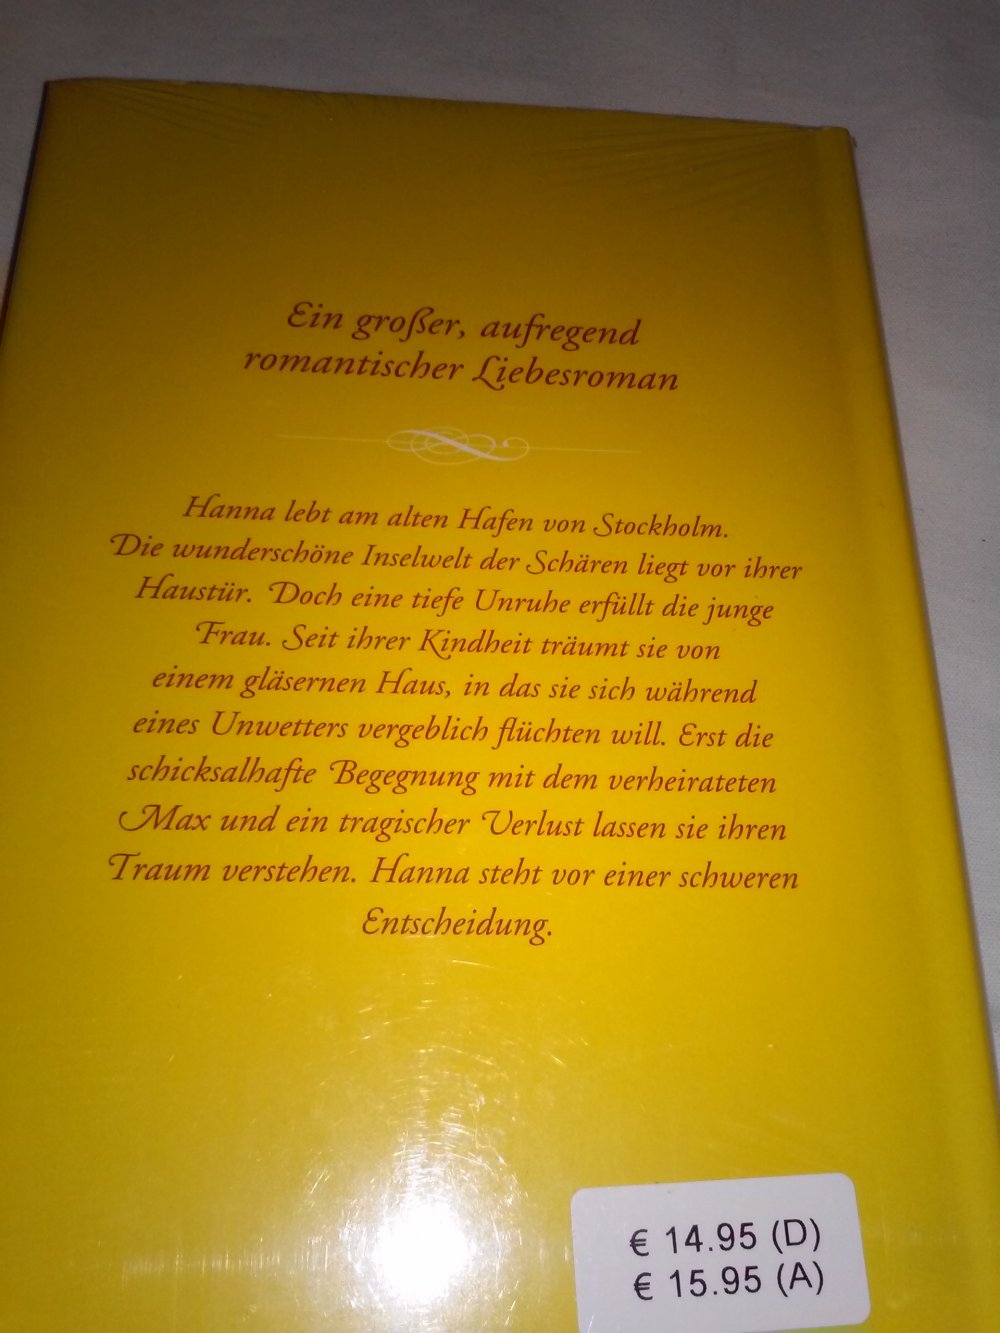 Ein großer, aufregend
romantischer Liebesroman
Hanna lebt am alten Hafen von Stockholm.
Die wunderschöne Inselwelt der Schären liegt vor ihrer
Haustür. Doch eine tiefe Unruhe erfüllt die junge
Frau. Seit ihrer Kindheit träumt sie von
einem gläsernen Haus, in das sie sich während
eines Unwetters vergeblich flüchten will. Erst die
schicksalhafte Begegnung mit dem verheirateten
Max und ein tragischer Verlust lassen sie ihren
Traum verstehen. Hanna steht vor einer schweren
Entscheidung.
€ 14.95 (D)
€ 15.95 (A)